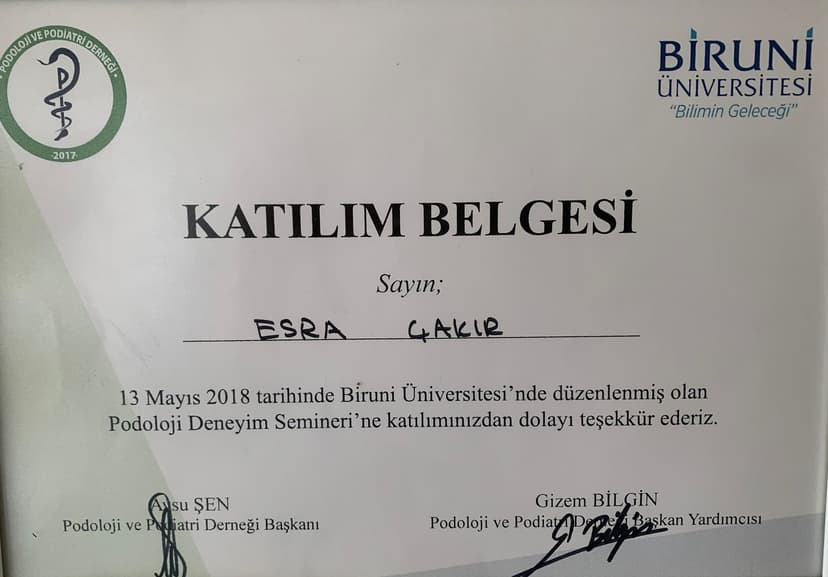 PODOLOJİ VE PODİATRİ DERNEĞİ
2017
BİRUNİ
ÜNİVERSİTESİ
“Bilimin Geleceği”
KATILIM BELGESİ
Sayın;
ESRA ÇAKIR
13 Mayıs 2018 tarihinde Biruni Üniversitesi’nde düzenlenmiş olan
Podoloji Deneyim Semineri’ne katılımınızdan dolayı teşekkür ederiz.
Aysu ŞEN
Podoloji ve Podiatri Derneği Başkanı
Gizem BİLGİN
Podoloji ve Podiatri Derneği Başkan Yardımcısı